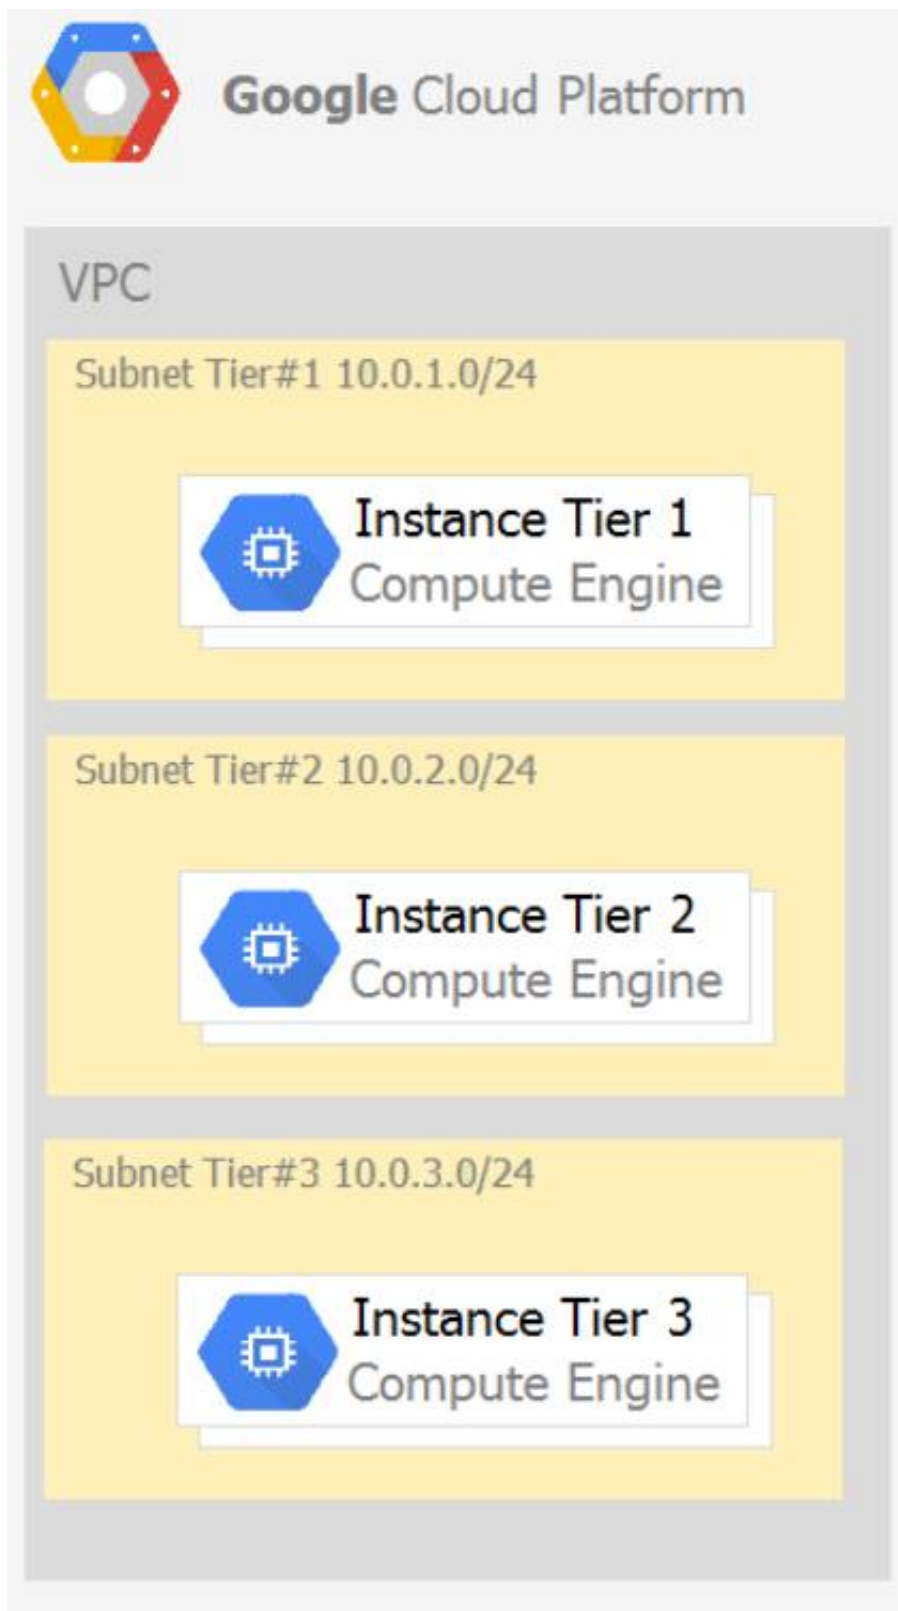 Google Cloud Platform
VPC
Subnet Tier#1 10.0.1.0/24
Instance Tier 1
Compute Engine
Subnet Tier#2 10.0.2.0/24
Instance Tier 2
Compute Engine
Subnet Tier#3 10.0.3.0/24
Instance Tier 3
Compute Engine